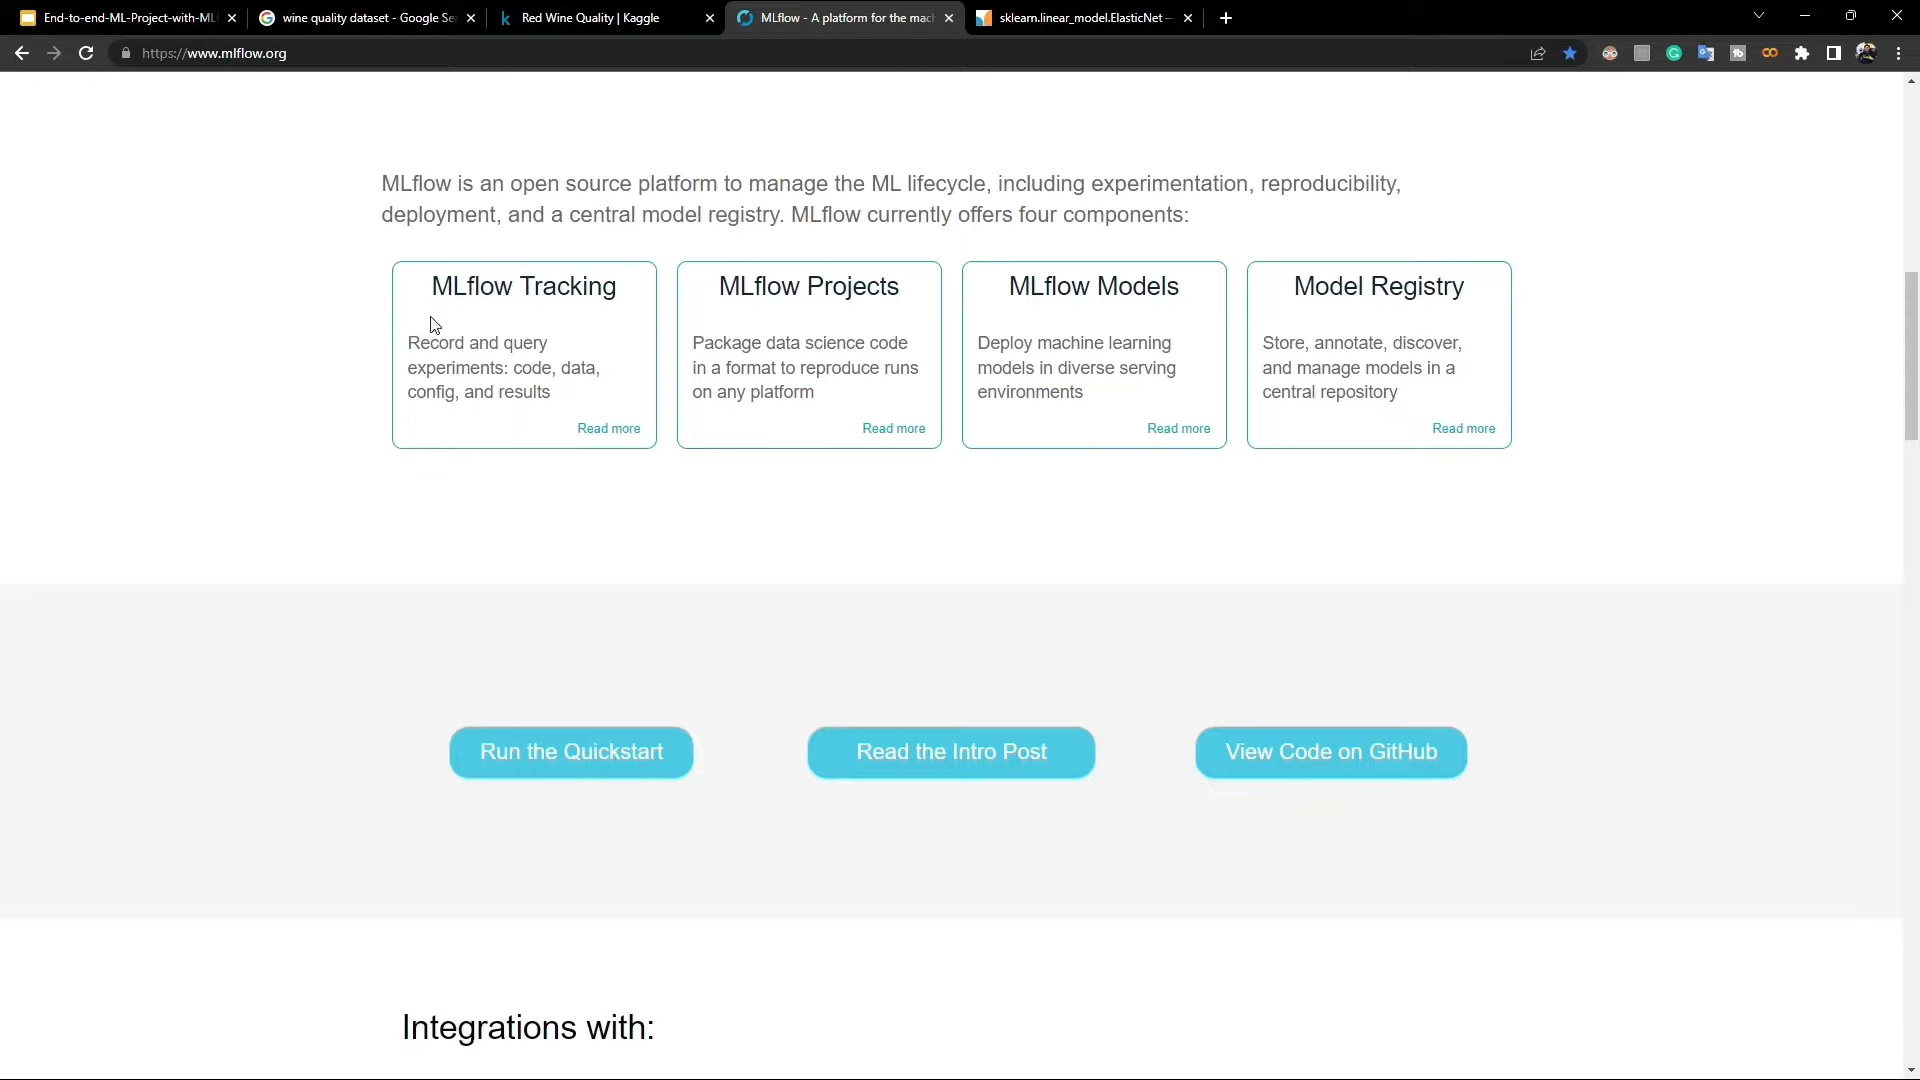 End-to-end-ML-Project-with-ML
wine quality dataset - Google Se
Red Wine Quality | Kaggle
MLflow - A platform for the mac
sklearn.linear_model.ElasticNet —
https://www.mlflow.org
MLflow is an open source platform to manage the ML lifecycle, including experimentation, reproducibility,
deployment, and a central model registry. MLflow currently offers four components:
MLflow Tracking
Record and query
experiments: code, data,
config, and results
Read more
MLflow Projects
Package data science code
in a format to reproduce runs
on any platform
Read more
MLflow Models
Deploy machine learning
models in diverse serving
environments
Read more
Model Registry
Store, annotate, discover,
and manage models in a
central repository
Read more
Run the Quickstart
Read the Intro Post
View Code on GitHub
Integrations with: